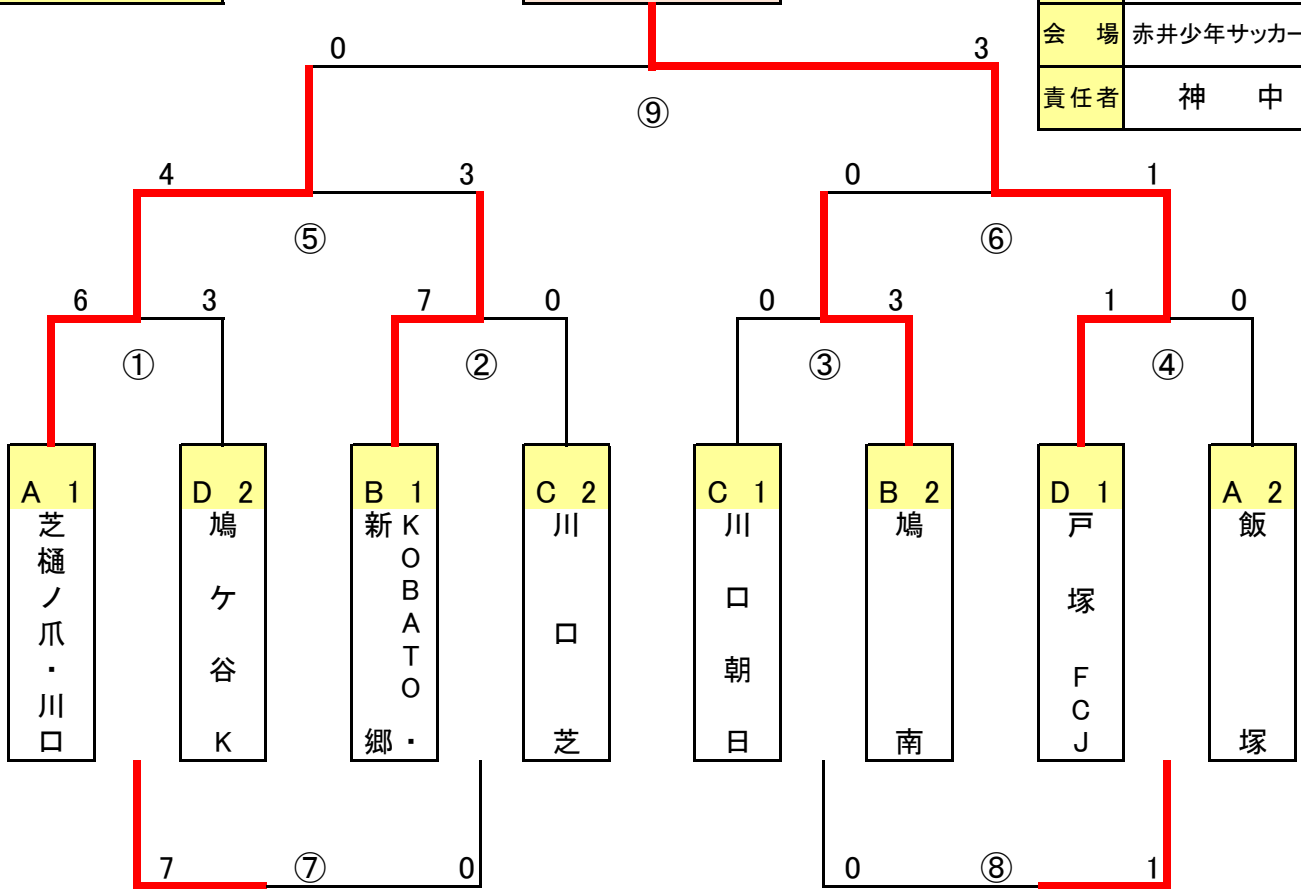 会　場 赤井少年サッカー
責任者 神　中
0 3
⑨
4 3 0 1
⑤ ⑥
6 3 7 0 0 3 1 0
① ② ③ ④
A 1
芝樋ノ爪・川口
D 2
鳩ケ谷K
B 1
KOBATO・
新郷
C 2
川口芝
C 1
川口朝日
B 2
鳩南
D 1
戸塚FCJ
A 2
飯塚
7 ⑦ 0 0 ⑧ 1